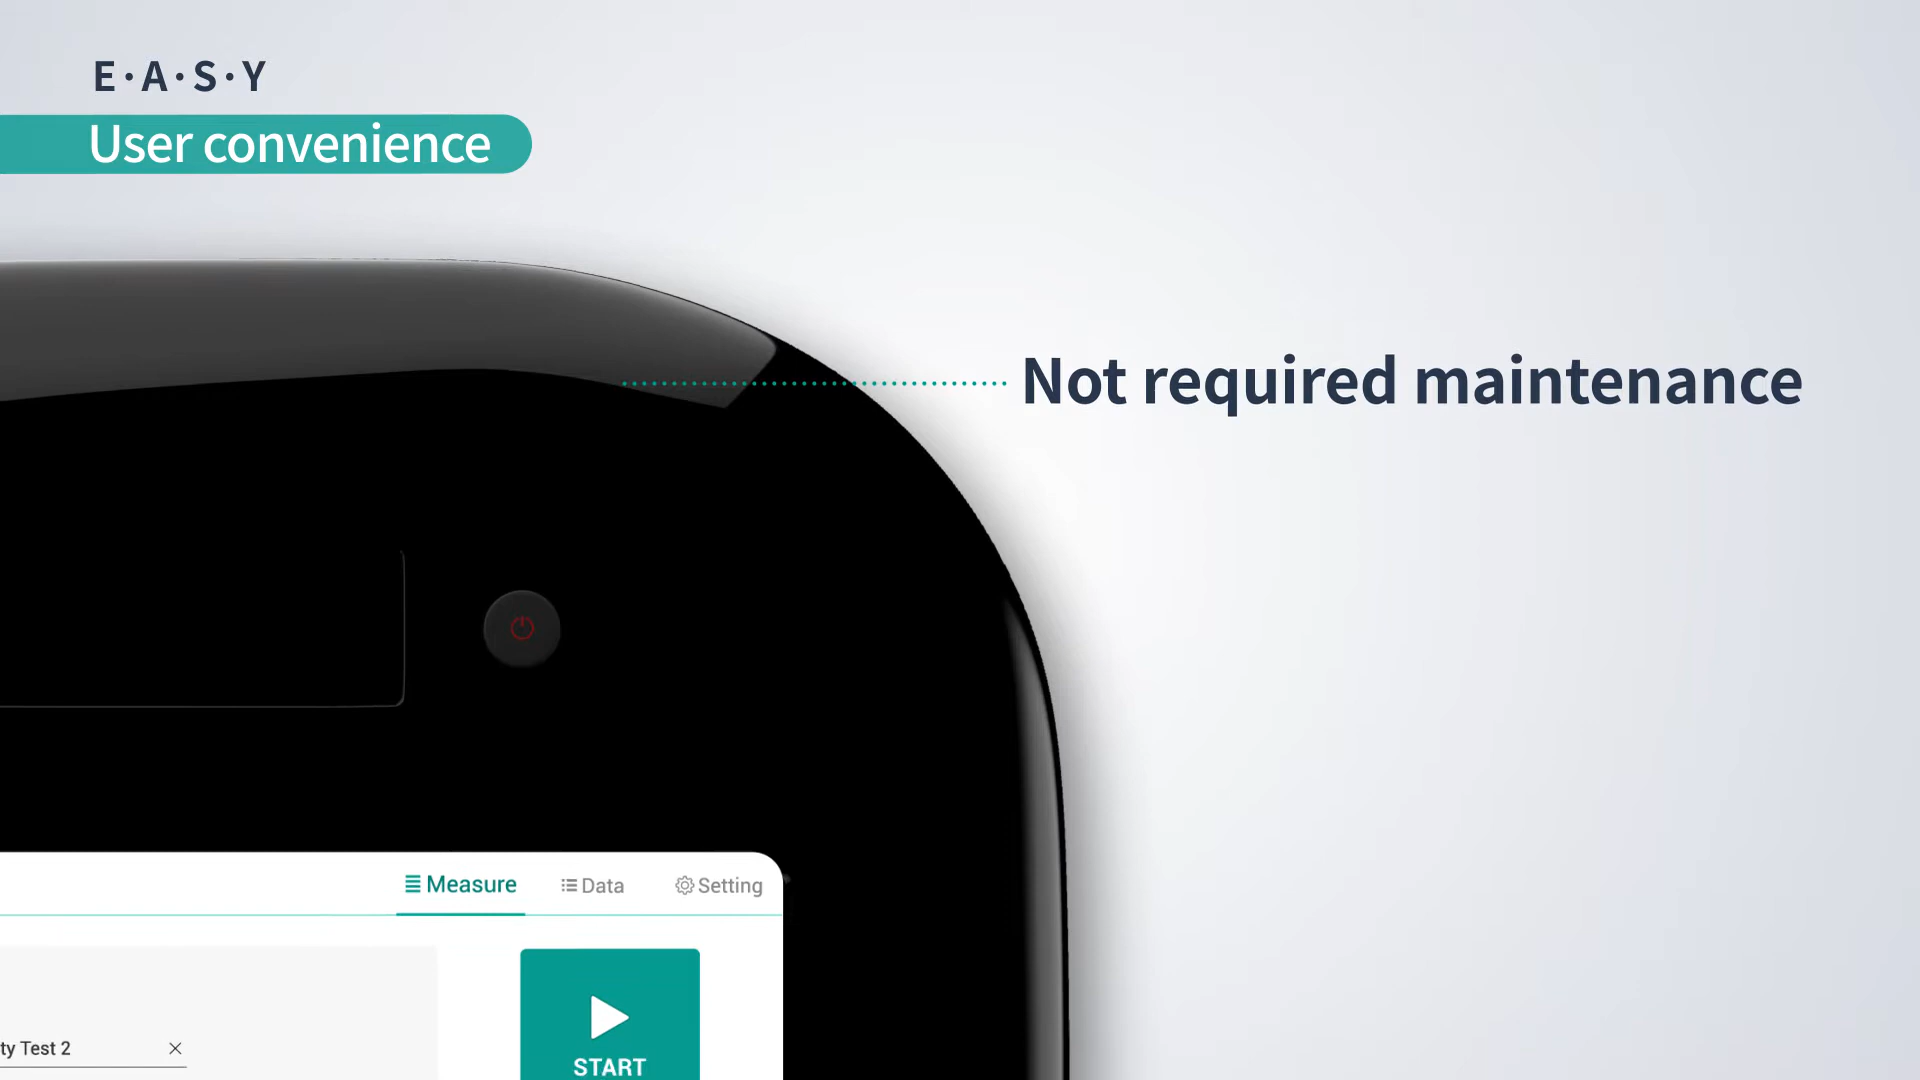 E·A·S·Y
User convenience
Not required maintenance
Measure Data Setting
ty Test 2
START